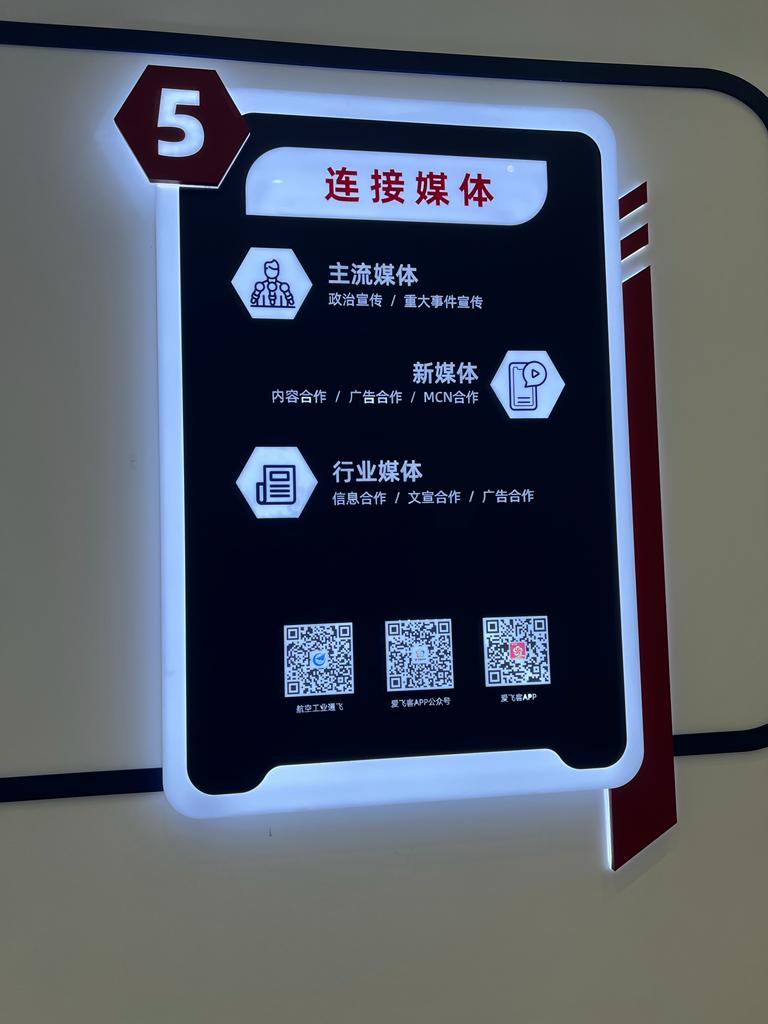 5
连接媒体
主流媒体
政治宣传 / 重大事件宣传
新媒体
内容合作 / 广告合作 / MCN合作
行业媒体
信息合作 / 文宣合作 / 广告合作
航空工业通飞
爱飞客APP公众号
爱飞客APP